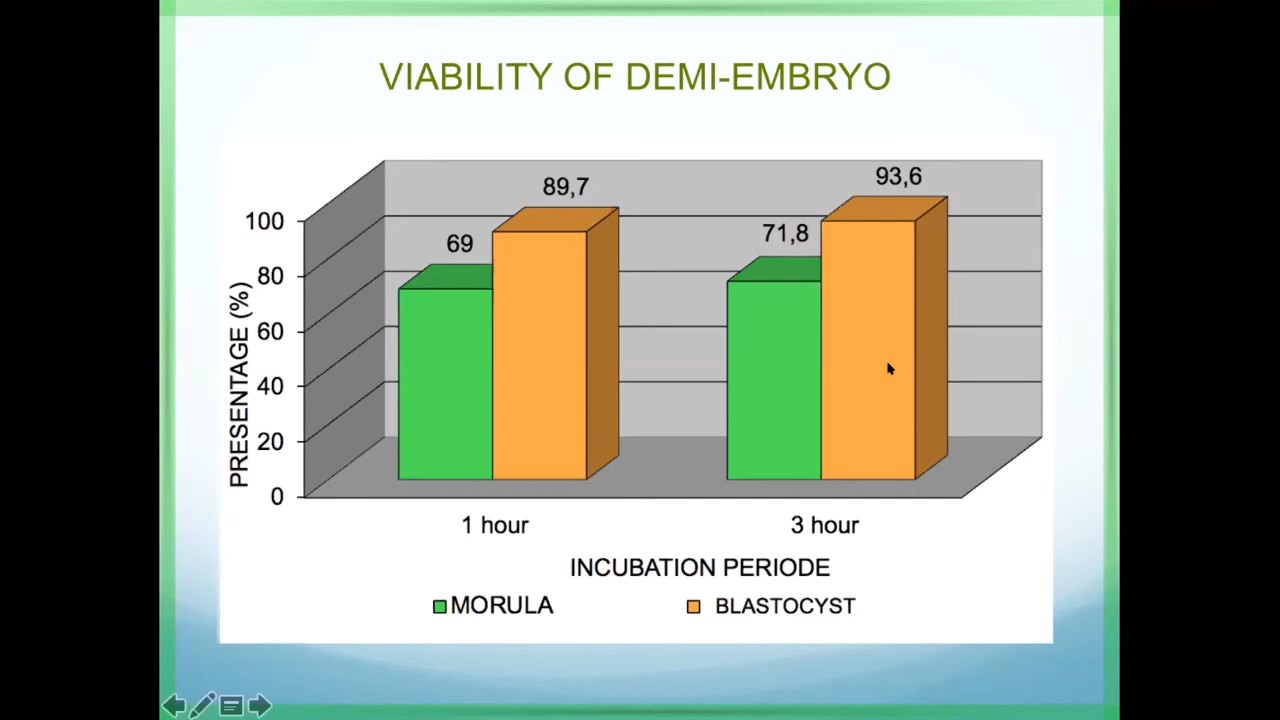 VIABILITY OF DEMI-EMBRYO
89,7
93,6
69
71,8
100
80
60
40
20
0
PRESENTAGE (%)
1 hour
3 hour
INCUBATION PERIODE
MORULA
BLASTOCYST